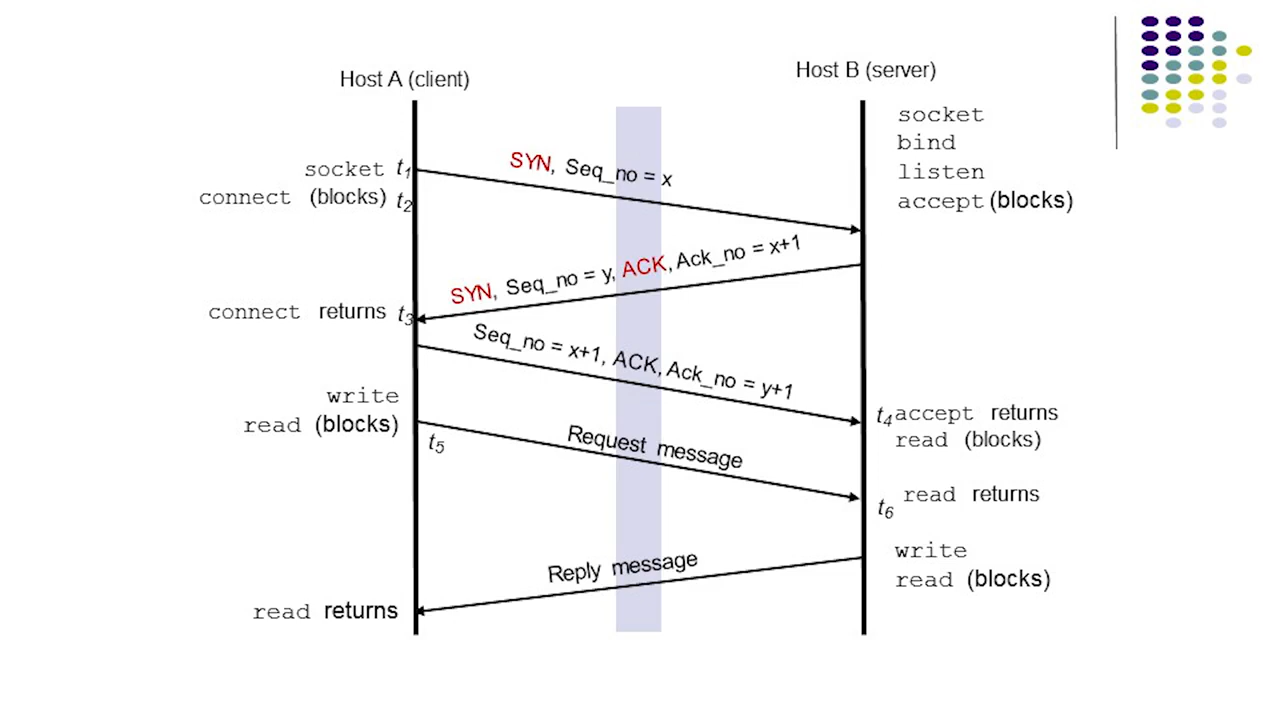 Host A (client)
Host B (server)
socket
bind
listen
accept (blocks)
socket t1
connect (blocks) t2
SYN, Seq_no = x
SYN, Seq_no = y, ACK, Ack_no = x+1
connect returns t3
Seq_no = x+1, ACK, Ack_no = y+1
write
read (blocks)
t5
t4 accept returns
read (blocks)
Request message
t6 read returns
write
read (blocks)
Reply message
read returns